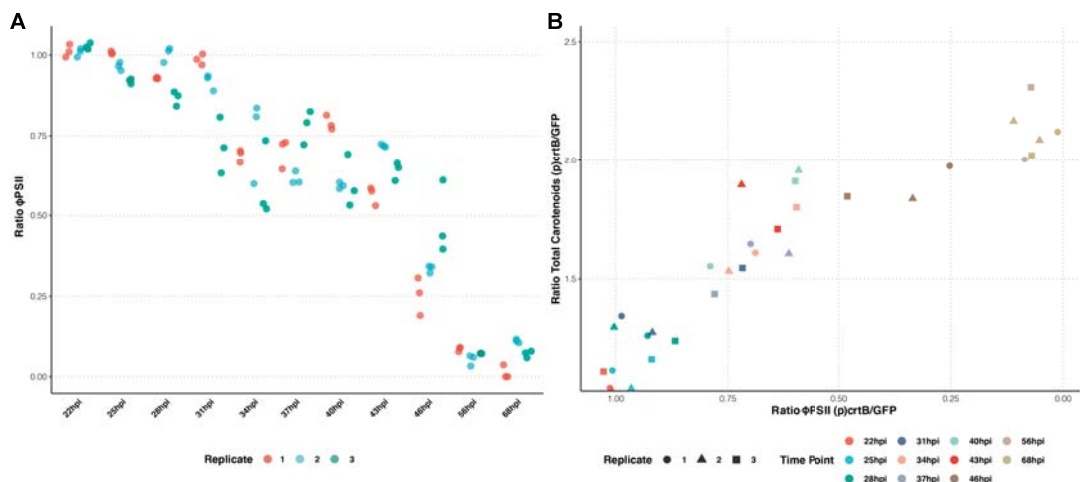 A
Ratio ϕPSII
1.00
0.75
0.50
0.25
0.00
22hpi
25hpi
28hpi
31hpi
34hpi
37hpi
40hpi
43hpi
46hpi
56hpi
68hpi
Replicate 1 2 3
B
Ratio Total Carotenoids (p)crtB/GFP
2.5
2.0
1.5
1.00 0.75 0.50 0.25 0.00
Ratio ϕPSII (p)crtB/GFP
Replicate 1 2 3 Time Point
22hpi 31hpi 40hpi 56hpi
25hpi 34hpi 43hpi 68hpi
28hpi 37hpi 46hpi